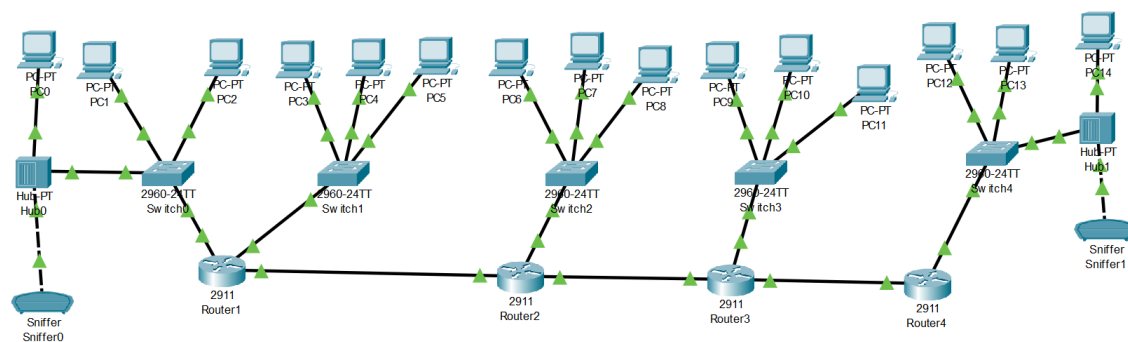 PC-PT
PC0
PC-PT
PC1
PC-PT
PC2
PC-PT
PC3
PC-PT
PC4
PC-PT
PC5
PC-PT
PC6
PC-PT
PC7
PC-PT
PC8
PC-PT
PC9
PC-PT
PC10
PC-PT
PC11
PC-PT
PC12
PC-PT
PC13
PC-PT
PC14
Hub-PT
Hub0
2960-24TT
Switch0
2960-24TT
Switch1
2960-24TT
Switch2
2960-24TT
Switch3
2960-24TT
Switch4
Hub-PT
Hub1
Sniffer
Sniffer1
2911
Router1
2911
Router2
2911
Router3
2911
Router4
Sniffer
Sniffer0